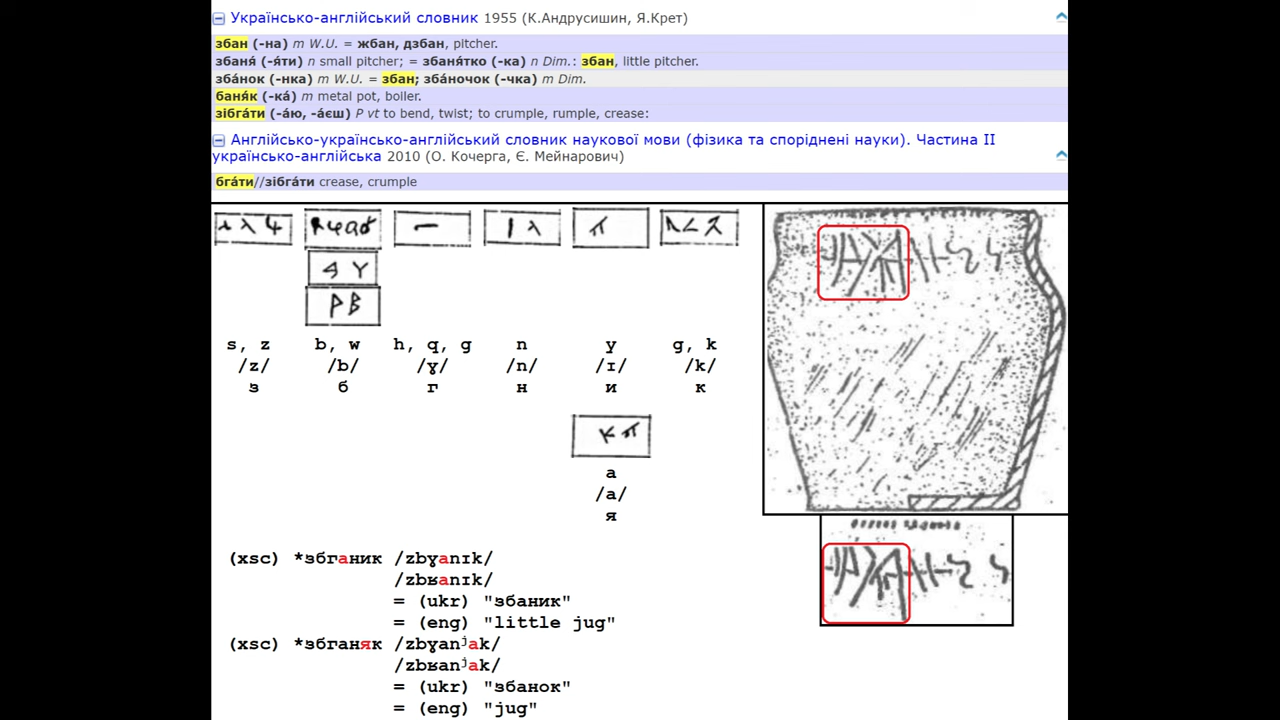 Українсько-англійський словник 1955 (К.Андрусишин, Я.Крет)
збан (-на) m W.U. = жбан, дзбан, pitcher.
збаня́ (-я́ти) n small pitcher; = збаня́тко (-ка) n Dim.: збан, little pitcher.
зба́нок (-нка) m W.U. = збан; зба́ночок (-чка) m Dim.
баня́к (-ка́) m metal pot, boiler.
зібга́ти (-а́ю, -а́єш) P vt to bend, twist; to crumple, rumple, crease:
Англійсько-українсько-англійський словник наукової мови (фізика та споріднені науки). Частина II
українсько-англійська 2010 (О. Кочерга, Є. Мейнарович)
бга́ти//зібга́ти crease, crumple
s, z b, w h, q, g n y g, k
/z/ /b/ /ɣ/ /n/ /ɪ/ /k/
з б г н и к
a
/a/
я
(xsc) *збганик /zbɣanɪk/
/zbʁanɪk/
= (ukr) "збаник"
= (eng) "little jug"
(xsc) *збганяк /zbɣanʲak/
/zbʁanʲak/
= (ukr) "збанок"
= (eng) "jug"